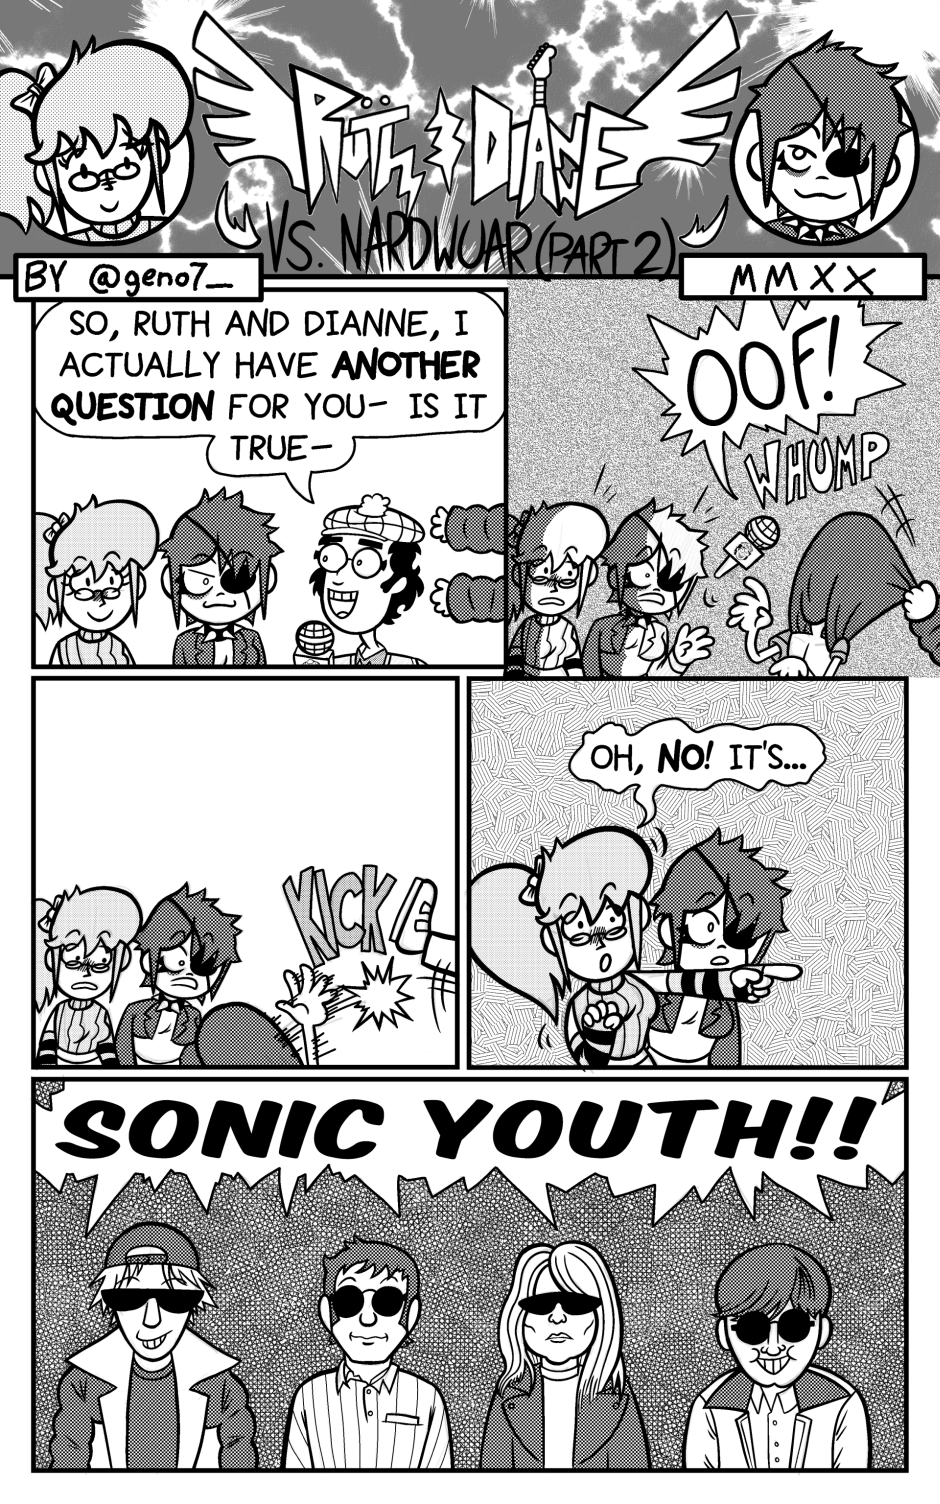 RÜTH & DIANNE
VS. NARDWUAR (PART 2)
BY @geno7_
MMXX
SO, RUTH AND DIANNE, I
ACTUALLY HAVE ANOTHER
QUESTION FOR YOU– IS IT
TRUE–
OOF!
WHUMP
KICK
OH, NO! IT'S...
SONIC YOUTH!!